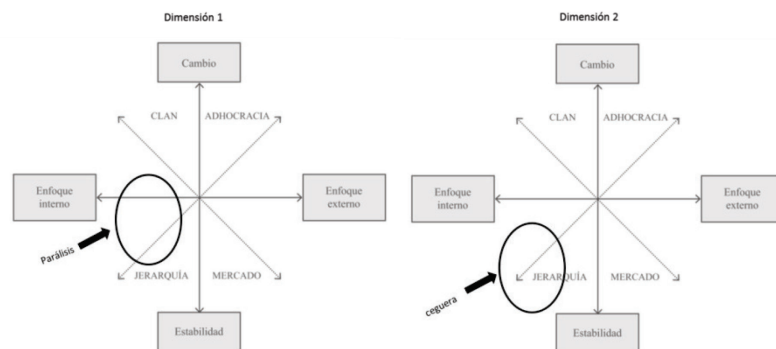 Dimensión 1
Cambio
CLAN
ADHOCRACIA
Enfoque
interno
Enfoque
externo
Parálisis
JERARQUÍA
MERCADO
Estabilidad
Dimensión 2
Cambio
CLAN
ADHOCRACIA
Enfoque
interno
Enfoque
externo
ceguera
JERARQUÍA
MERCADO
Estabilidad